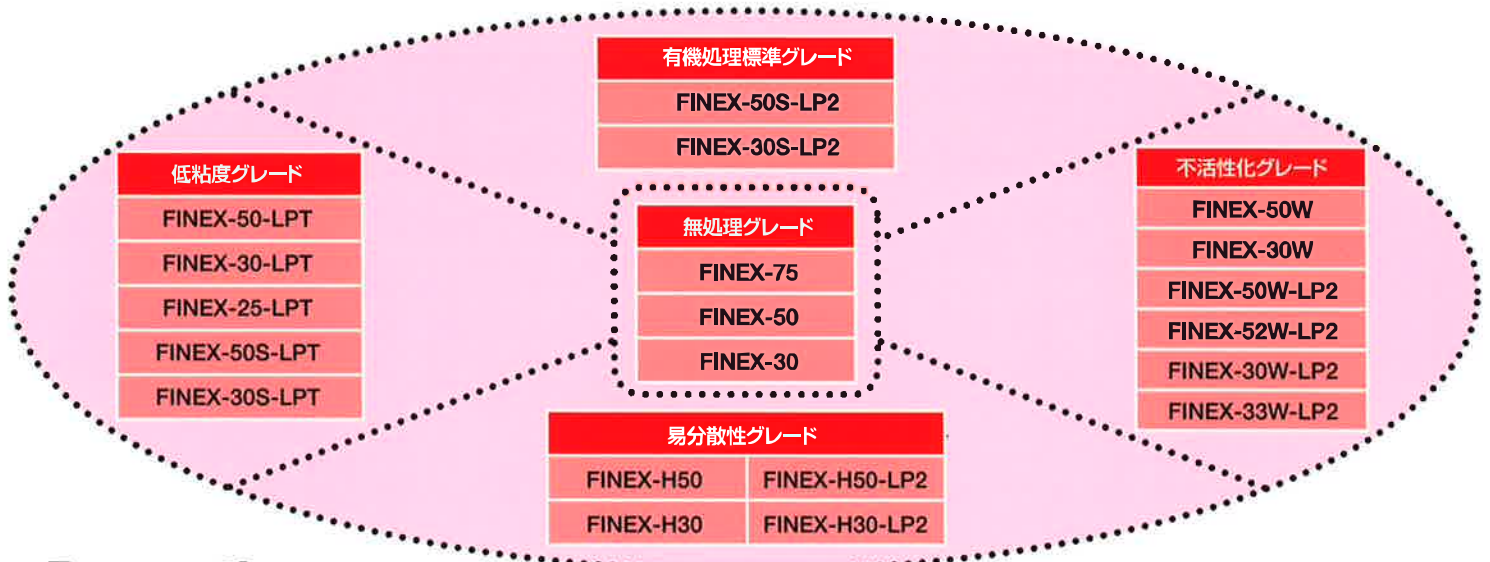 有機処理標準グレード
FINEX-50S-LP2
FINEX-30S-LP2
低粘度グレード
FINEX-50-LPT
FINEX-30-LPT
FINEX-25-LPT
FINEX-50S-LPT
FINEX-30S-LPT
無処理グレード
FINEX-75
FINEX-50
FINEX-30
不活性化グレード
FINEX-50W
FINEX-30W
FINEX-50W-LP2
FINEX-52W-LP2
FINEX-30W-LP2
FINEX-33W-LP2
易分散性グレード
FINEX-H50 FINEX-H50-LP2
FINEX-H30 FINEX-H30-LP2